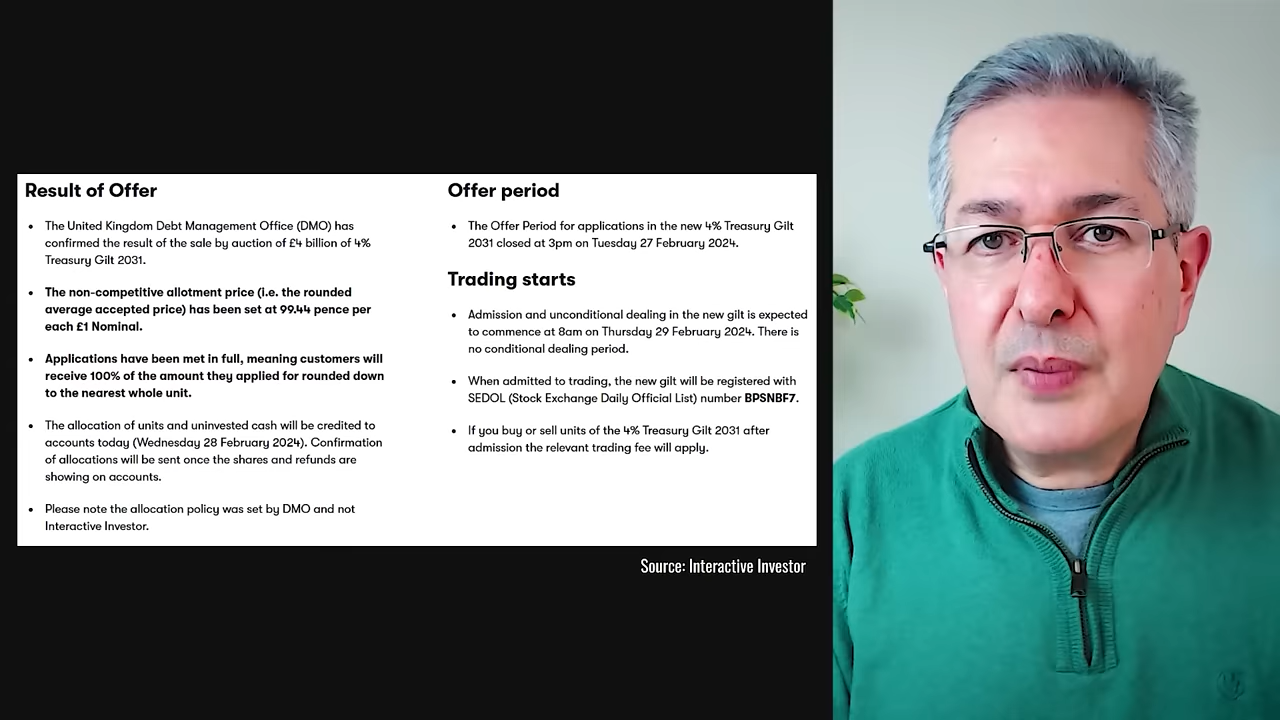 Result of Offer
• The United Kingdom Debt Management Office (DMO) has
confirmed the result of the sale by auction of £4 billion of 4%
Treasury Gilt 2031.
• The non-competitive allotment price (i.e. the rounded
average accepted price) has been set at 99.44 pence per
each £1 Nominal.
• Applications have been met in full, meaning customers will
receive 100% of the amount they applied for rounded down
to the nearest whole unit.
• The allocation of units and uninvested cash will be credited to
accounts today (Wednesday 28 February 2024). Confirmation
of allocations will be sent once the shares and refunds are
showing on accounts.
• Please note the allocation policy was set by DMO and not
Interactive Investor.
Offer period
• The Offer Period for applications in the new 4% Treasury Gilt
2031 closed at 3pm on Tuesday 27 February 2024.
Trading starts
• Admission and unconditional dealing in the new gilt is expected
to commence at 8am on Thursday 29 February 2024. There is
no conditional dealing period.
• When admitted to trading, the new gilt will be registered with
SEDOL (Stock Exchange Daily Official List) number BPSNBF7.
• If you buy or sell units of the 4% Treasury Gilt 2031 after
admission the relevant trading fee will apply.
Source: Interactive Investor